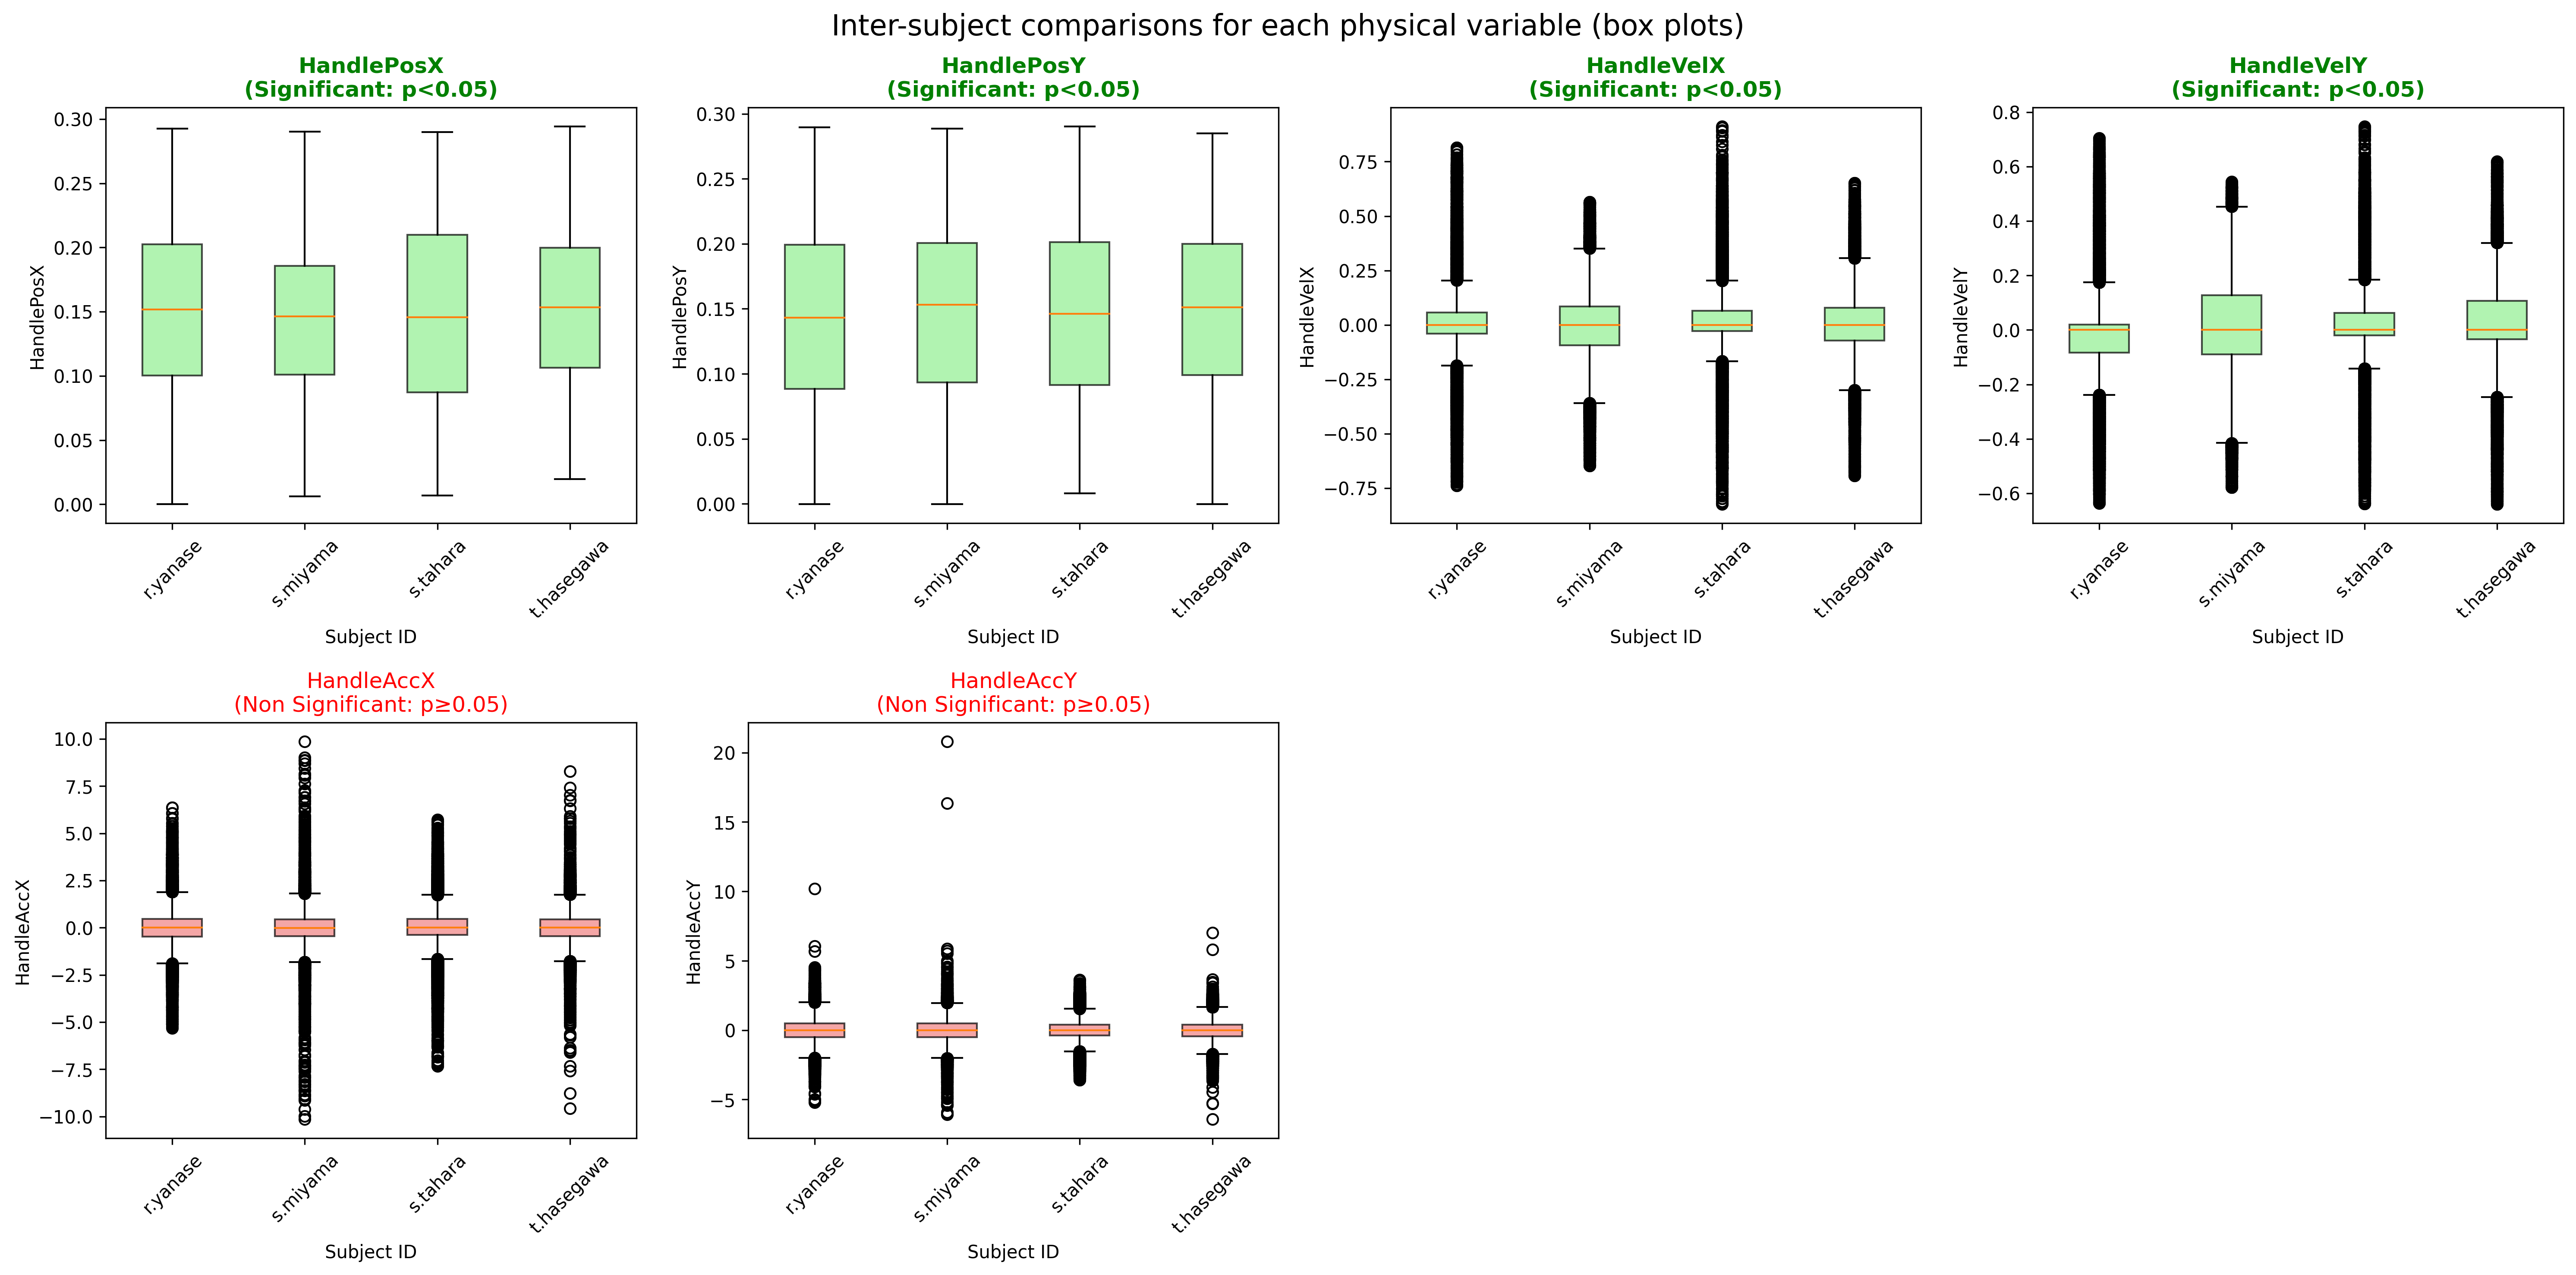 Inter-subject comparisons for each physical variable (box plots)
HandlePosX
(Significant: p<0.05)
HandlePosX
0.30
0.25
0.20
0.15
0.10
0.05
0.00
r.yanase
s.miyama
s.tahara
t.hasegawa
Subject ID
HandlePosY
(Significant: p<0.05)
HandlePosY
0.30
0.25
0.20
0.15
0.10
0.05
0.00
r.yanase
s.miyama
s.tahara
t.hasegawa
Subject ID
HandleVelX
(Significant: p<0.05)
HandleVelX
0.75
0.50
0.25
0.00
−0.25
−0.50
−0.75
r.yanase
s.miyama
s.tahara
t.hasegawa
Subject ID
HandleVelY
(Significant: p<0.05)
HandleVelY
0.8
0.6
0.4
0.2
0.0
−0.2
−0.4
−0.6
r.yanase
s.miyama
s.tahara
t.hasegawa
Subject ID
HandleAccX
(Non Significant: p≥0.05)
HandleAccX
10.0
7.5
5.0
2.5
0.0
−2.5
−5.0
−7.5
−10.0
r.yanase
s.miyama
s.tahara
t.hasegawa
Subject ID
HandleAccY
(Non Significant: p≥0.05)
HandleAccY
20
15
10
5
0
−5
r.yanase
s.miyama
s.tahara
t.hasegawa
Subject ID